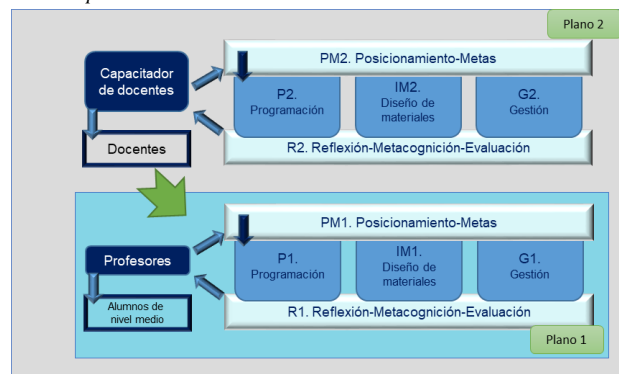 Plano 2
PM2. Posicionamiento-Metas
Capacitador
de docentes
P2.
Programación
IM2.
Diseño de
materiales
G2.
Gestión
Docentes
R2. Reflexión-Metacognición-Evaluación
PM1. Posicionamiento-Metas
Profesores
P1.
Programación
IM1.
Diseño de
materiales
G1.
Gestión
Alumnos de
nivel medio
R1. Reflexión-Metacognición-Evaluación
Plano 1